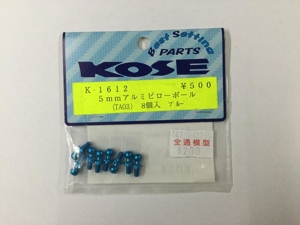 Best Setting
PARTS
KOSE
K-1612 ¥500
5mmアルミピローボール
(TA03) 8個入 ブルー
全通模型
¥200